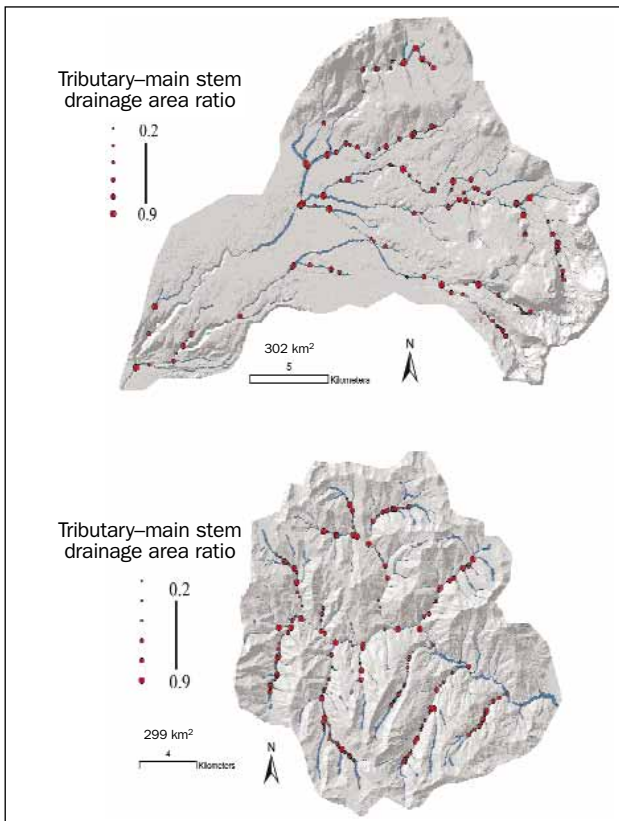 Tributary–main stem
drainage area ratio
0.2
0.9
302 km²
5
Kilometers
N
Tributary–main stem
drainage area ratio
0.2
0.9
299 km²
4
Kilometers
N